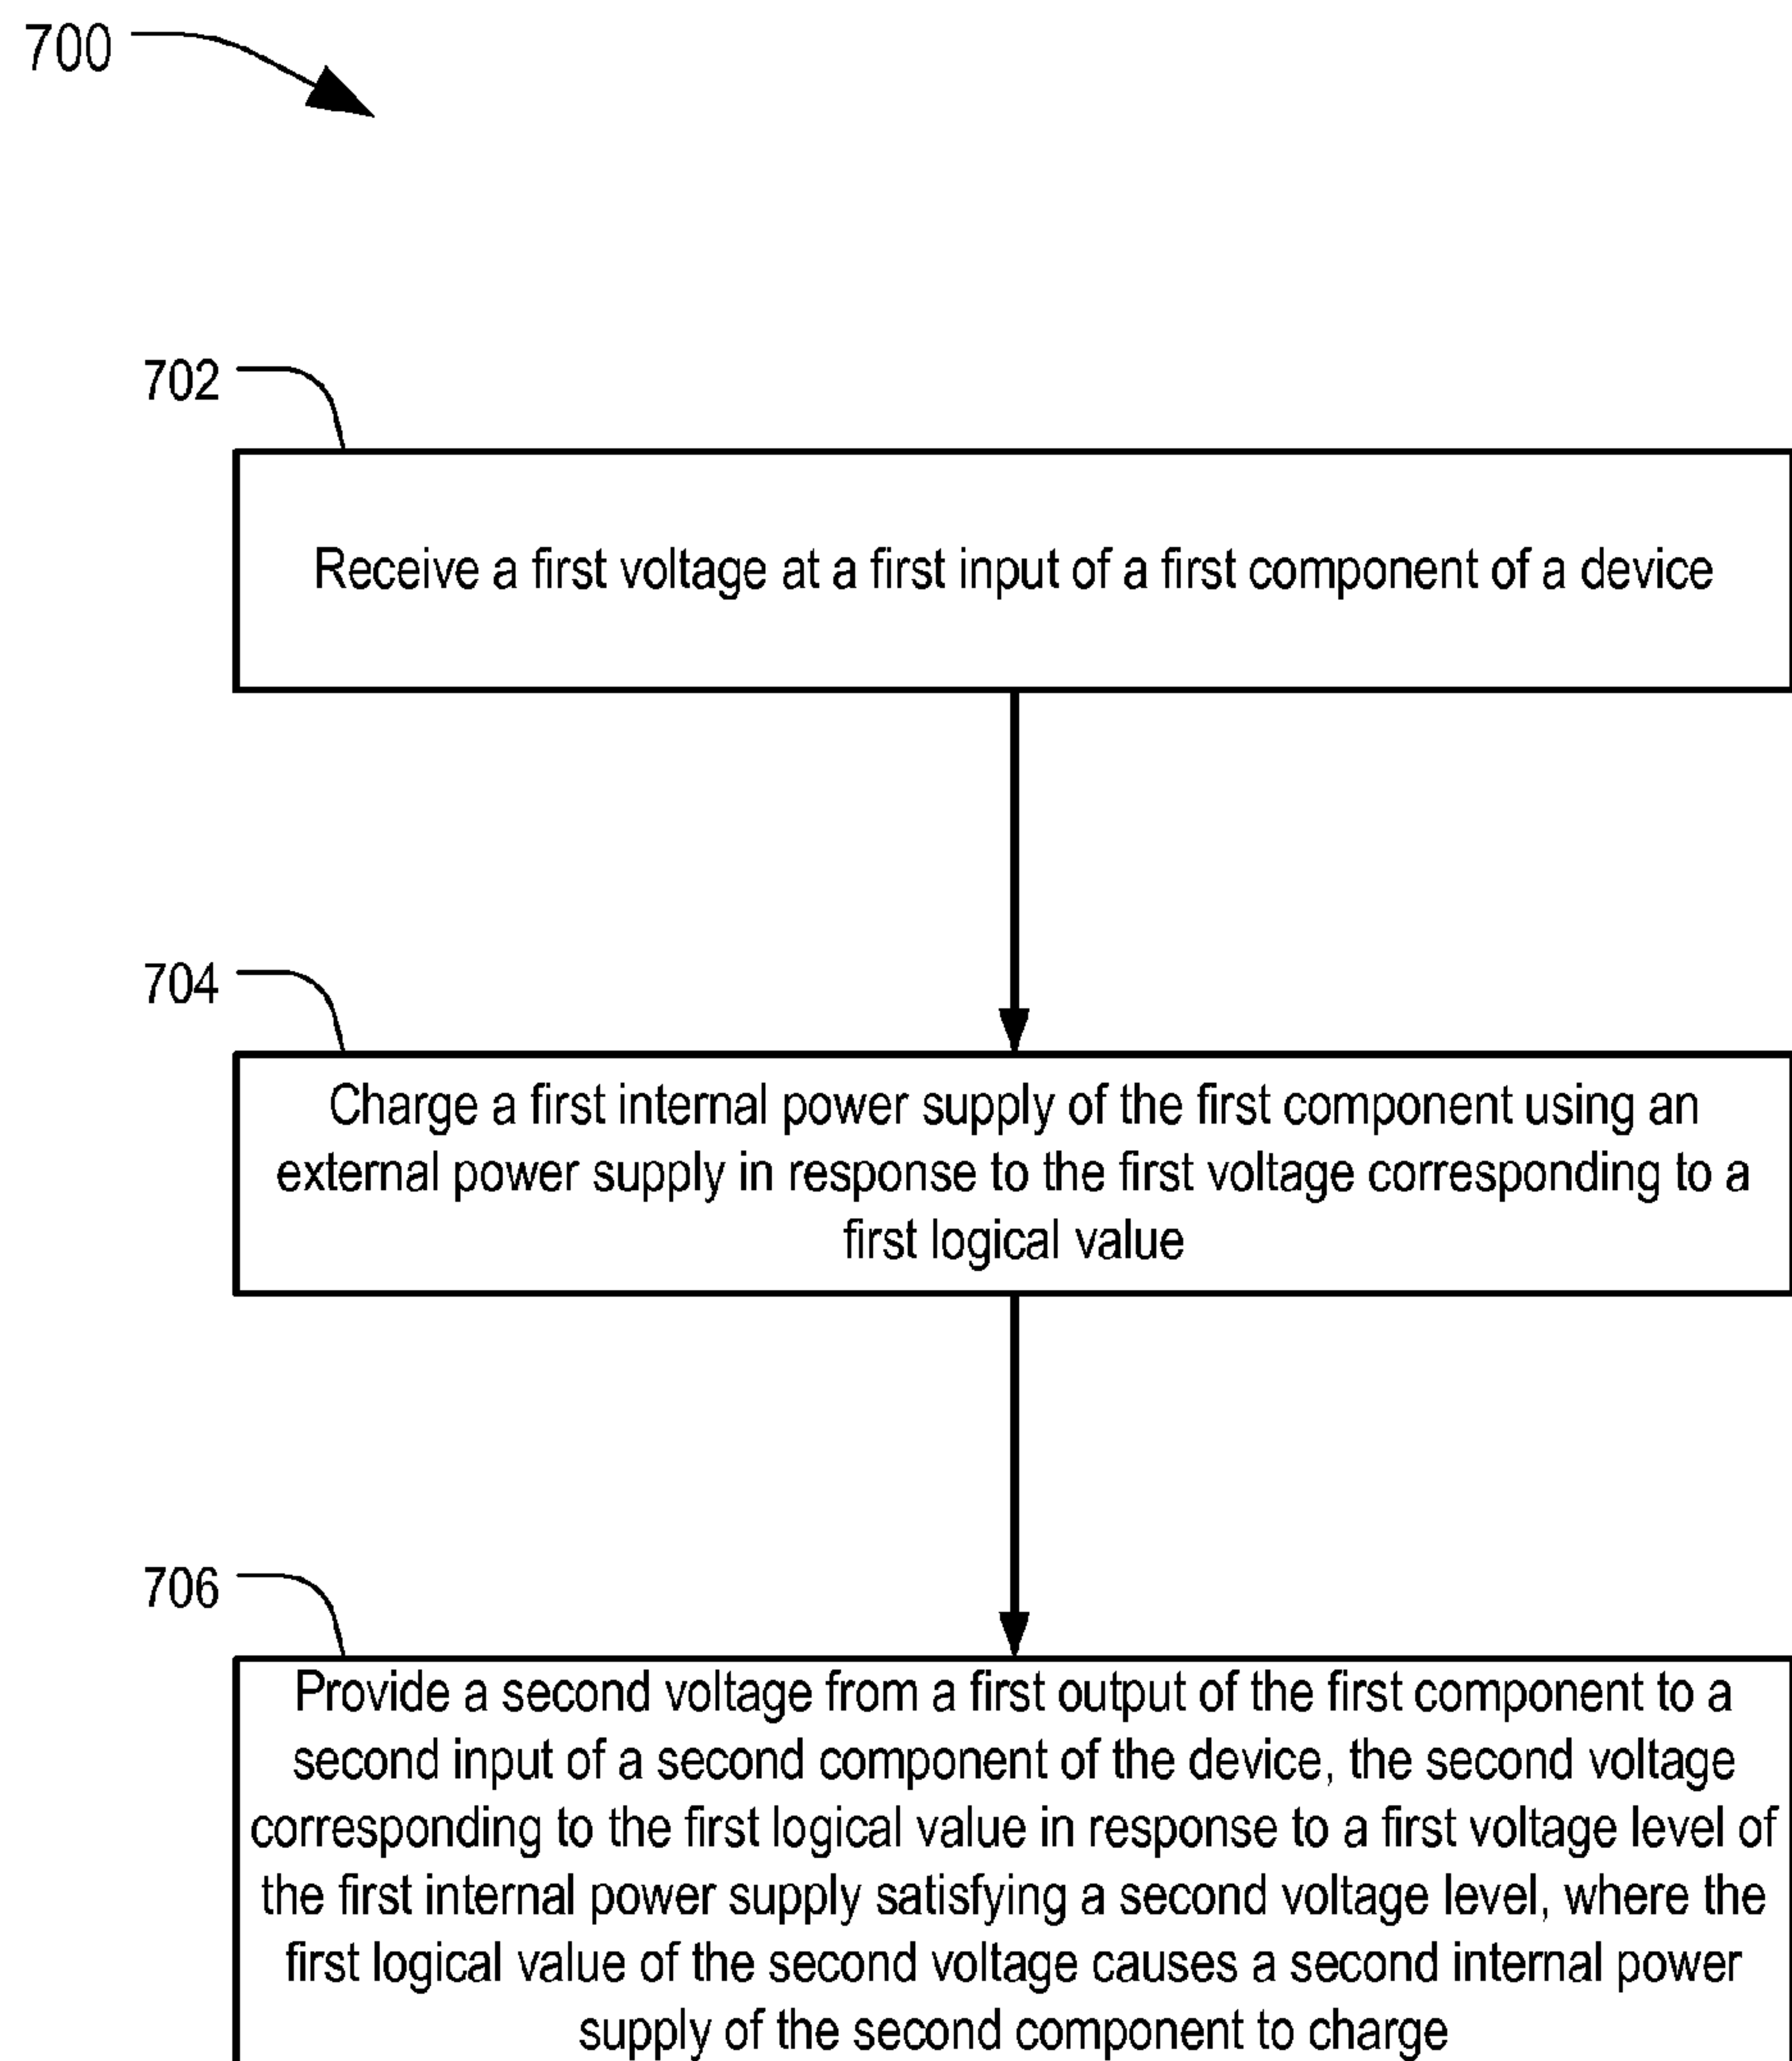 700
702
Receive a first voltage at a first input of a first component of a device
704
Charge a first internal power supply of the first component using an
external power supply in response to the first voltage corresponding to a
first logical value
706
Provide a second voltage from a first output of the first component to a
second input of a second component of the device, the second voltage
corresponding to the first logical value in response to a first voltage level of
the first internal power supply satisfying a second voltage level, where the
first logical value of the second voltage causes a second internal power
supply of the second component to charge